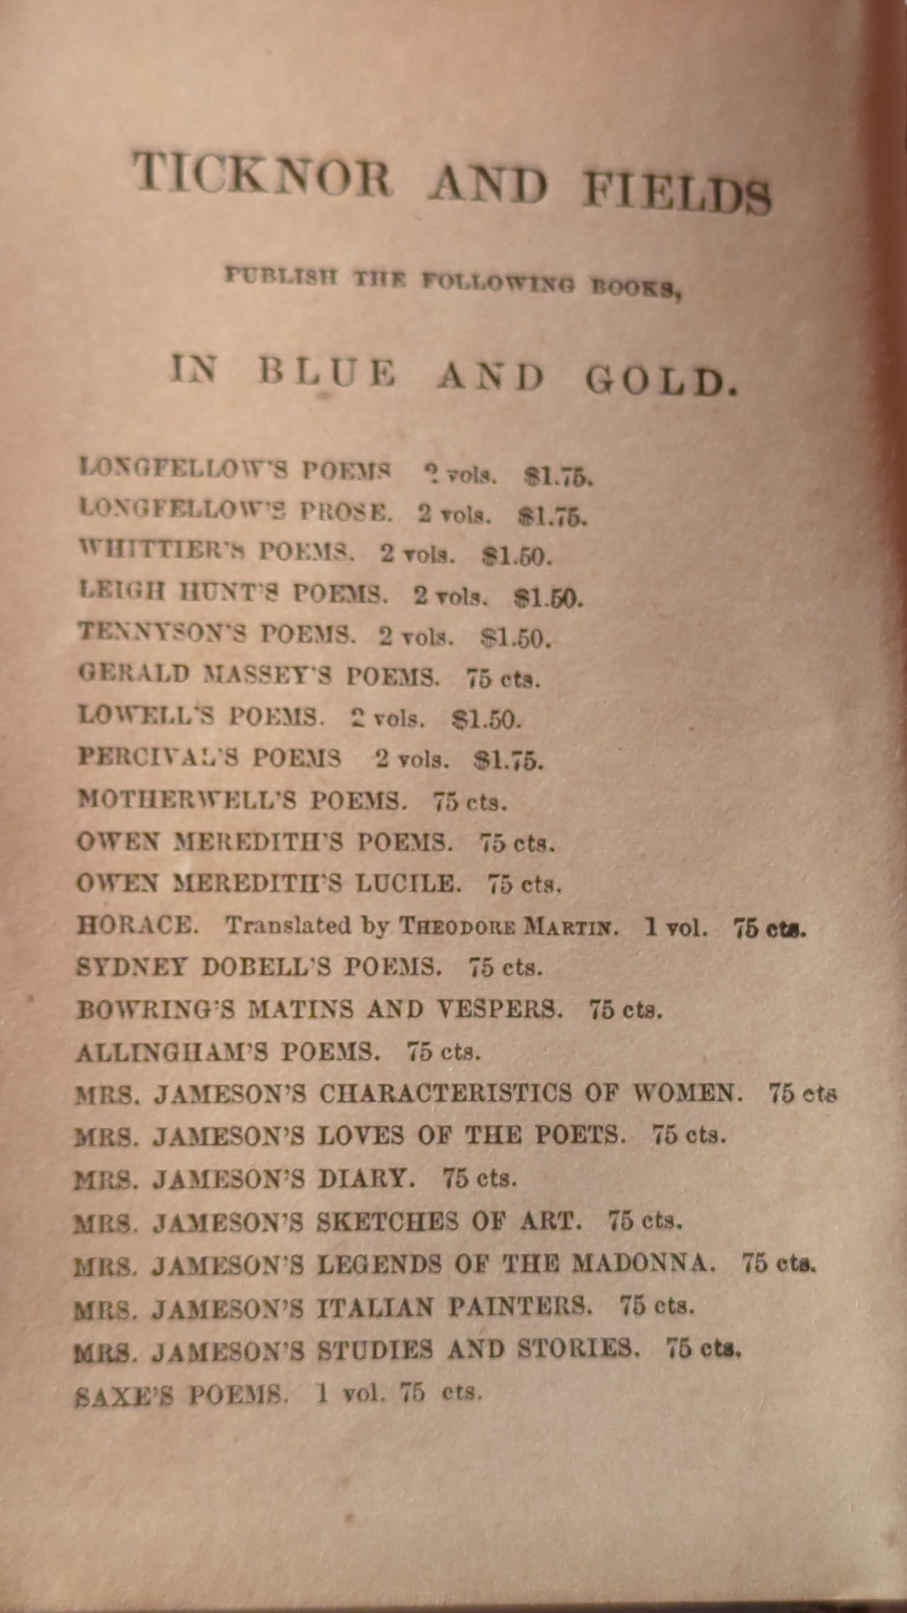 TICKNOR AND FIELDS
PUBLISH THE FOLLOWING BOOKS,
IN BLUE AND GOLD.
LONGFELLOW'S POEMS 2 vols. $1.75.
LONGFELLOW'S PROSE. 2 vols. $1.75.
WHITTIER'S POEMS. 2 vols. $1.50.
LEIGH HUNT'S POEMS. 2 vols. $1.50.
TENNYSON'S POEMS. 2 vols. $1.50.
GERALD MASSEY'S POEMS. 75 cts.
LOWELL'S POEMS. 2 vols. $1.50.
PERCIVAL'S POEMS 2 vols. $1.75.
MOTHERWELL'S POEMS. 75 cts.
OWEN MEREDITH'S POEMS. 75 cts.
OWEN MEREDITH'S LUCILE. 75 cts.
HORACE. Translated by THEODORE MARTIN. 1 vol. 75 cts.
SYDNEY DOBELL'S POEMS. 75 cts.
BOWRING'S MATINS AND VESPERS. 75 cts.
ALLINGHAM'S POEMS. 75 cts.
MRS. JAMESON'S CHARACTERISTICS OF WOMEN. 75 cts
MRS. JAMESON'S LOVES OF THE POETS. 75 cts.
MRS. JAMESON'S DIARY. 75 cts.
MRS. JAMESON'S SKETCHES OF ART. 75 cts.
MRS. JAMESON'S LEGENDS OF THE MADONNA. 75 cts.
MRS. JAMESON'S ITALIAN PAINTERS. 75 cts.
MRS. JAMESON'S STUDIES AND STORIES. 75 cts.
SAXE'S POEMS. 1 vol. 75 cts.